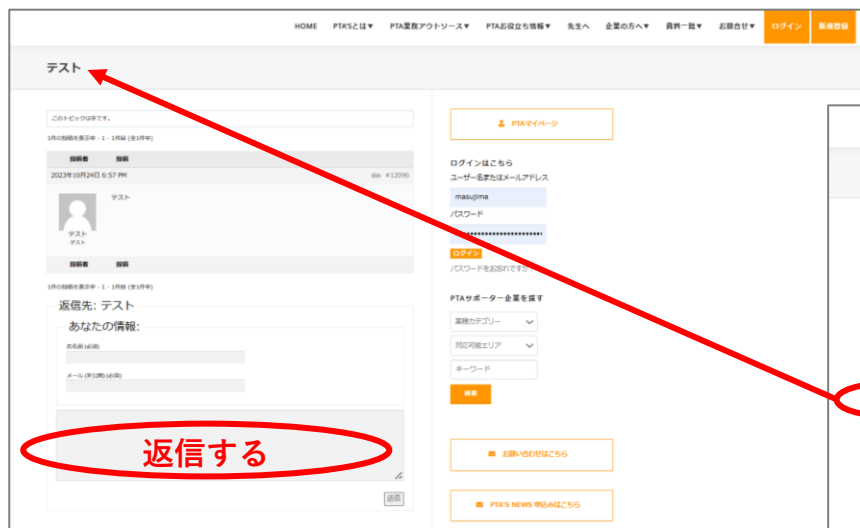 HOME PTA'Sとは▼ PTA業務アウトソース▼ PTAお役立ち情報▼ 先生へ 企業の方へ▼ 資料一覧▼ お問合せ▼ ログイン 新規登録
テスト
このトピックは空です。
1件の投稿を表示中 - 1 - 1件目 (全1件中)
投稿者 投稿
2023年10月24日 6:57 PM #12096
テスト
テスト
テスト
投稿者 投稿
1件の投稿を表示中 - 1 - 1件目 (全1件中)
返信先: テスト
あなたの情報:
お名前 (必須)
メール (非公開) (必須)
返信する
送信
PTAマイページ
ログインはこちら
ユーザー名またはメールアドレス
masujima
パスワード
ログイン
パスワードをお忘れですか
PTAサポーター企業を探す
業種カテゴリー
対応可能エリア
キーワード
検索
お問い合わせはこちら
PTA'S NEWS 申込みはこちら